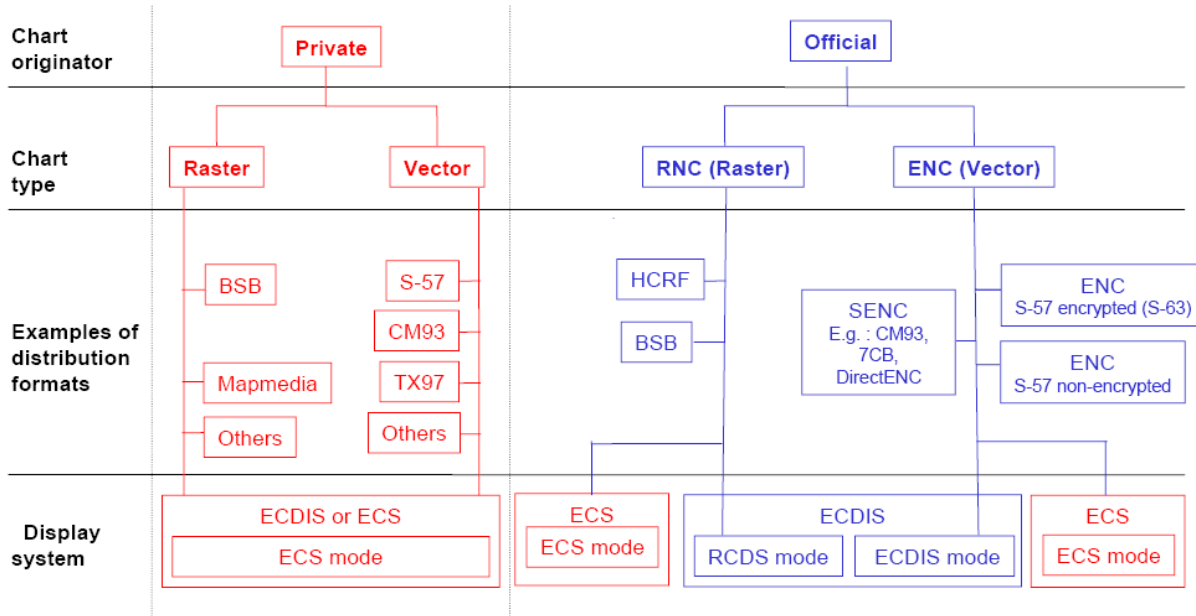 Chart
originator
Private
Official
Chart
type
Raster
Vector
RNC (Raster)
ENC (Vector)
Examples of
distribution
formats
BSB
Mapmedia
Others
S-57
CM93
TX97
Others
HCRF
BSB
SENC
E.g. : CM93,
7CB,
DirectENC
ENC
S-57 encrypted (S-63)
ENC
S-57 non-encrypted
Display
system
ECDIS or ECS
ECS mode
ECS
ECS mode
ECDIS
RCDS mode
ECDIS mode
ECS
ECS mode